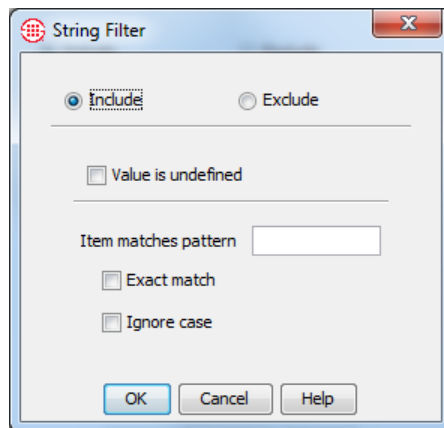 String Filter
Include Exclude
Value is undefined
Item matches pattern
Exact match
Ignore case
OK Cancel Help